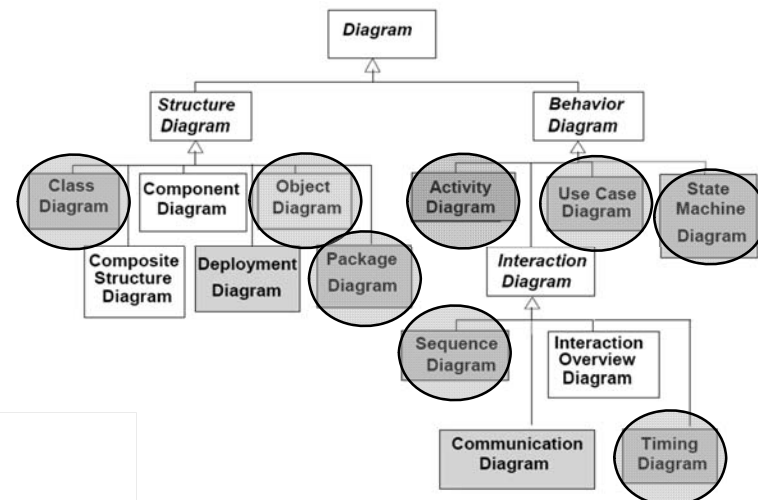 Diagram
Structure
Diagram
Behavior
Diagram
Class
Diagram
Component
Diagram
Object
Diagram
Activity
Diagram
Use Case
Diagram
State
Machine
Diagram
Composite
Structure
Diagram
Deployment
Diagram
Package
Diagram
Interaction
Diagram
Sequence
Diagram
Interaction
Overview
Diagram
Communication
Diagram
Timing
Diagram